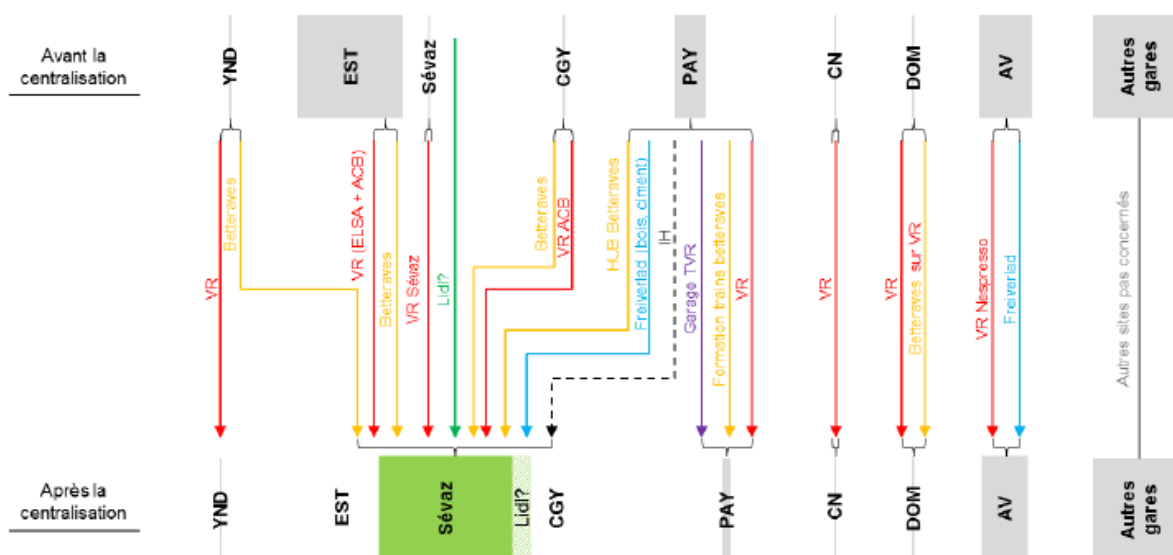 Avant la
centralisation
YND
EST
Sévaz
CGY
PAY
CN
DOM
AV
Autres
gares
VR
Betteraves
VR (ELSA + ACB)
Betteraves
VR Sévaz
Lidl?
Betteraves
VR ACB
HUB Betteraves
Freiverlad (bois, ciment)
IH
Garage TVR
Formation trains betteraves
VR
VR
VR
Betteraves sur VR
VR Nespresso
Freiverlad
Autres sites pas concernés
Après la
centralisation
YND
EST
Sévaz
Lidl?
CGY
PAY
CN
DOM
AV
Autres
gares